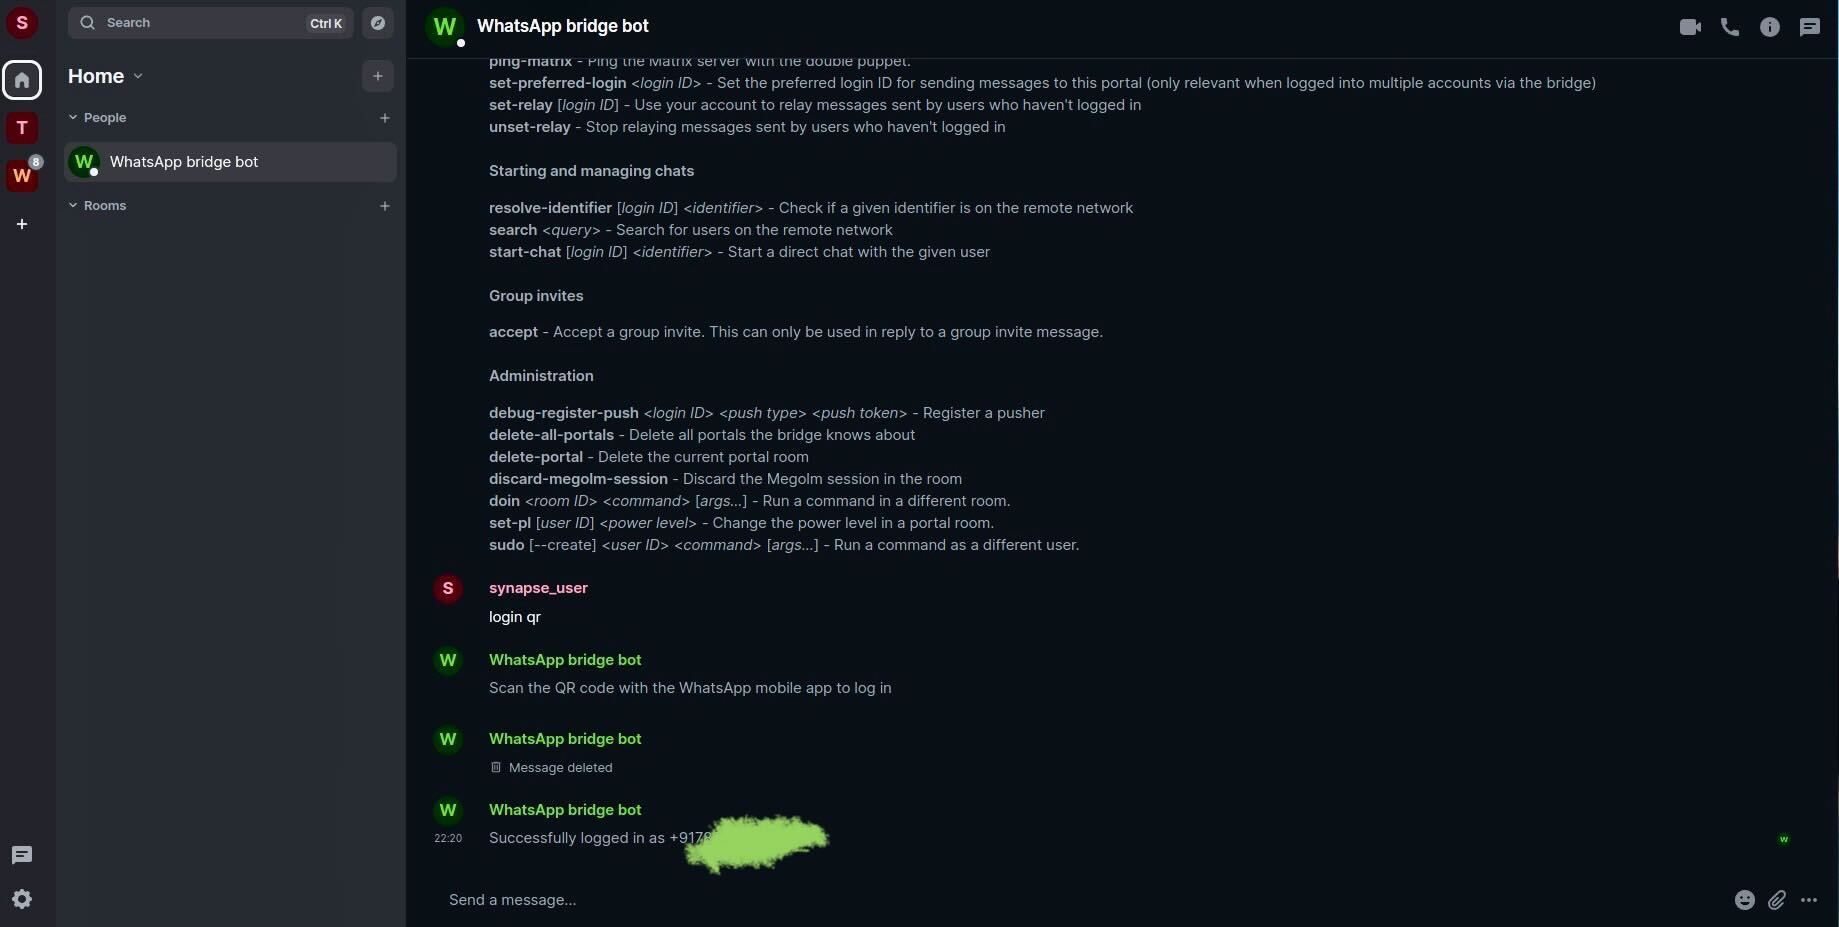 S
Search
Ctrl K
Home
T
People
8
W
W
WhatsApp bridge bot
Rooms
W
WhatsApp bridge bot
ping-matrix - Ping the Matrix server with the double puppet.
set-preferred-login <login ID> - Set the preferred login ID for sending messages to this portal (only relevant when logged into multiple accounts via the bridge)
set-relay [login ID] - Use your account to relay messages sent by users who haven't logged in
unset-relay - Stop relaying messages sent by users who haven't logged in
Starting and managing chats
resolve-identifier [login ID] <identifier> - Check if a given identifier is on the remote network
search <query> - Search for users on the remote network
start-chat [login ID] <identifier> - Start a direct chat with the given user
Group invites
accept - Accept a group invite. This can only be used in reply to a group invite message.
Administration
debug-register-push <login ID> <push type> <push token> - Register a pusher
delete-all-portals - Delete all portals the bridge knows about
delete-portal - Delete the current portal room
discard-megolm-session - Discard the Megolm session in the room
doin <room ID> <command> [args...] - Run a command in a different room.
set-pl [user ID] <power level> - Change the power level in a portal room.
sudo [--create] <user ID> <command> [args...] - Run a command as a different user.
S
synapse_user
login qr
W
WhatsApp bridge bot
Scan the QR code with the WhatsApp mobile app to log in
W
WhatsApp bridge bot
Message deleted
W
WhatsApp bridge bot
22:20
Successfully logged in as
W
Send a message...